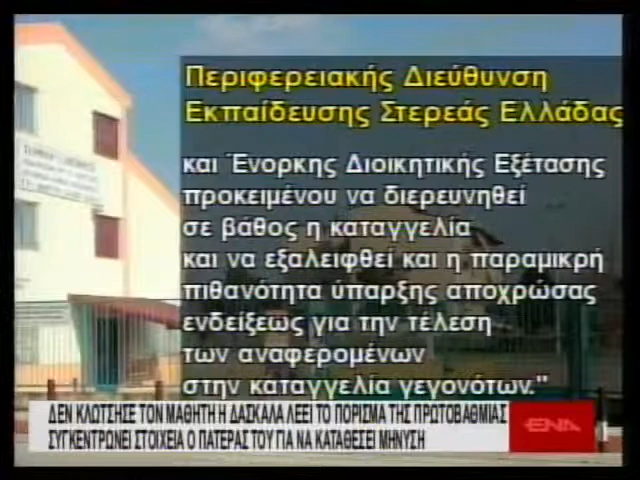 Περιφερειακής Διεύθυνση
Εκπαίδευσης Στερεάς Ελλάδας
και Ένορκης Διοικητικής Εξέτασης
προκειμένου να διερευνηθεί
σε βάθος η καταγγελία
και να εξαλειφθεί και η παραμικρή
πιθανότητα ύπαρξης αποχρώσας
ενδείξεως για την τέλεση
των αναφερομένων
στην καταγγελία γεγονότων."
ΔΕΝ ΚΛΩΤΣΗΣΕ ΤΟΝ ΜΑΘΗΤΗ Η ΔΑΣΚΑΛΑ ΛΕΕΙ ΤΟ ΠΟΡΙΣΜΑ ΤΗΣ ΠΡΩΤΟΒΑΘΜΙΑΣ
ΣΥΓΚΕΝΤΡΩΝΕΙ ΣΤΟΙΧΕΙΑ Ο ΠΑΤΕΡΑΣ ΤΟΥ ΓΙΑ ΝΑ ΚΑΤΑΘΕΣΕΙ ΜΗΝΥΣΗ
ΕΝΑ